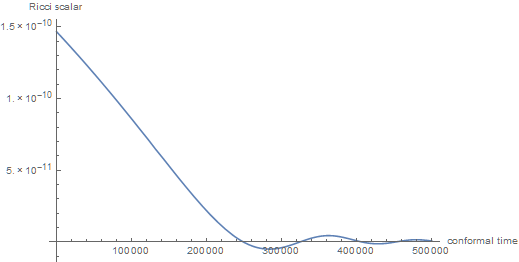 Ricci scalar
1.5 × 10⁻¹⁰
1. × 10⁻¹⁰
5. × 10⁻¹¹
conformal time
100000 200000 300000 400000 500000